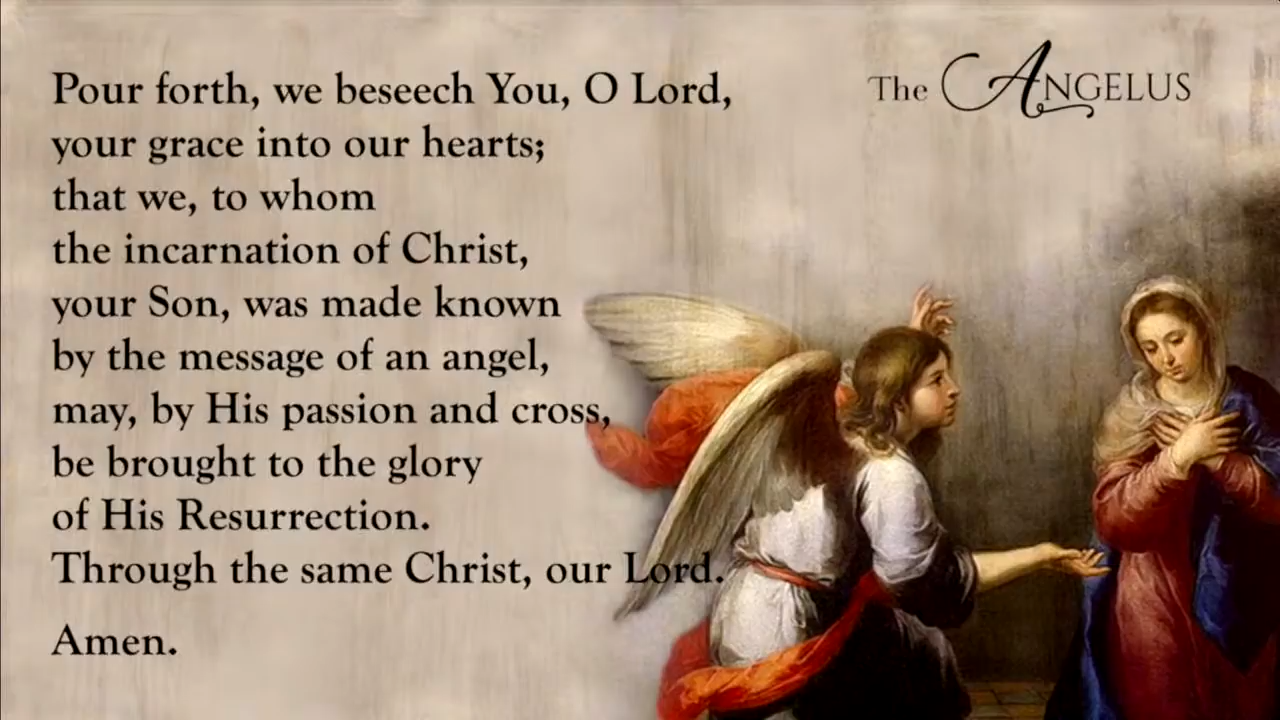 The ANGELUS
Pour forth, we beseech You, O Lord,
your grace into our hearts;
that we, to whom
the incarnation of Christ,
your Son, was made known
by the message of an angel,
may, by His passion and cross,
be brought to the glory
of His Resurrection.
Through the same Christ, our Lord.
Amen.